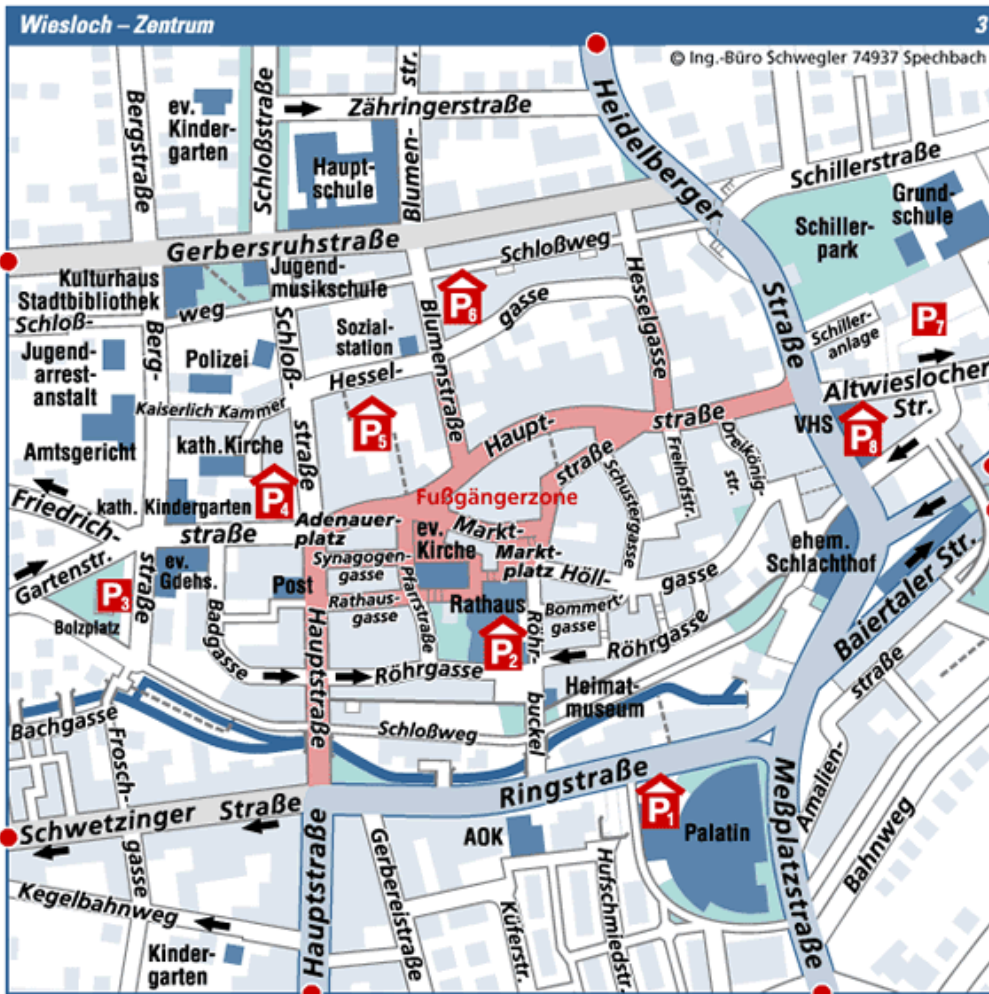 Wiesloch – Zentrum
3
© Ing.-Büro Schwegler 74937 Spechbach
Bergstraße
ev.
Kinder-
garten
Schloßstraße
Zähringerstraße
Haupt-
schule
Blumen-
str.
Heidelberger
Straße
Schillerstraße
Grund-
schule
Schiller-
park
Gerbersruhstraße
Kulturhaus
Stadtbibliothek
Jugend-
musikschule
Schloßweg
Schloß-
weg
Hesselgasse
P6
gasse
Blumenstraße
Sozial-
station
Hessel-
Schiller-
anlage
P7
Altwieslocher
Str.
Jugend-
arrest-
anstalt
Berg-
Polizei
Schloß-
straße
Kaiserlich Kammer
P5
Haupt-
straße
VHS
P8
Amtsgericht
kath. Kirche
P4
kath. Kindergarten
Friedrich-
straße
Fußgängerzone
straße
Schustergasse
Freihofstr.
Dreikönig-
str.
Adenauer-
platz
ev.
Kirche
Markt-
Markt-
platz
Höll-
gasse
ehem.
Schlachthof
Gartenstr.
P3
Bolzplatz
straße
ev.
Gdehs.
Post
Synagogen-
gasse
Rathaus-
gasse
Pfarrstraße
Rathaus
P2
Bommert-
gasse
Röhr-
buckel
Röhrgasse
Röhrgasse
Badgasse
Hauptstraße
Baiertaler Str.
straße
Amalien-
Heimat-
museum
Schloßweg
Bachgasse
Frosch-
gasse
Ringstraße
Schwetzinger Straße
P1
Palatin
Meßplatzstraße
Bahnweg
AOK
Hauptstraße
Gerbereistraße
Küferstr.
Hufschmiedstr.
Kegelbahnweg
Kinder-
garten